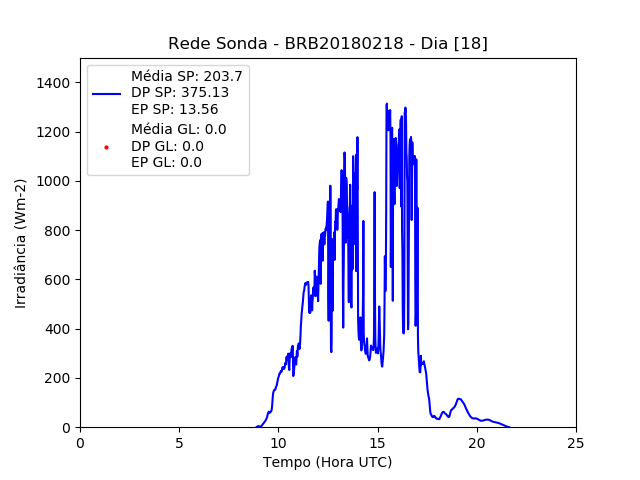 Rede Sonda - BRB20180218 - Dia [18]
Média SP: 203.7
DP SP: 375.13
EP SP: 13.56
Média GL: 0.0
DP GL: 0.0
EP GL: 0.0
Irradiância (Wm-2)
1400
1200
1000
800
600
400
200
0
0 5 10 15 20 25
Tempo (Hora UTC)